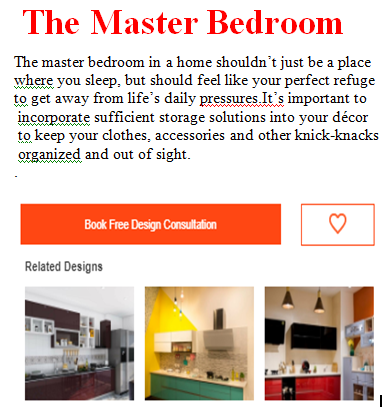 The Master Bedroom
The master bedroom in a home shouldn’t just be a place
where you sleep, but should feel like your perfect refuge
to get away from life’s daily pressures.It’s important to
incorporate sufficient storage solutions into your décor
to keep your clothes, accessories and other knick-knacks
organized and out of sight.
.
Book Free Design Consultation
Related Designs